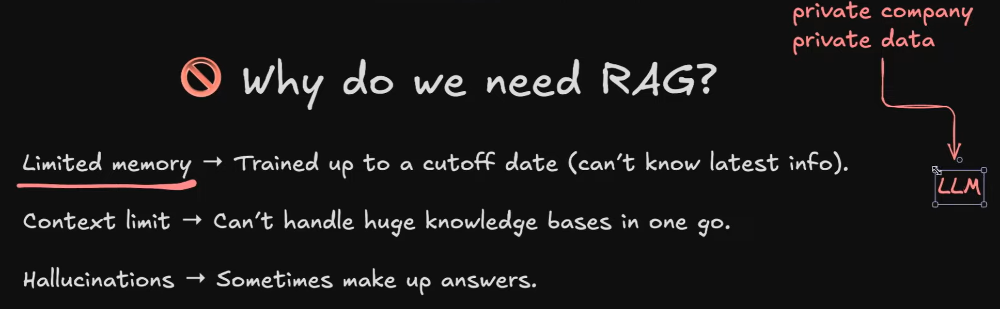 private company
private data
🚫 Why do we need RAG?
Limited memory → Trained up to a cutoff date (can't know latest info).
LLM
Context limit → Can't handle huge knowledge bases in one go.
Hallucinations → Sometimes make up answers.